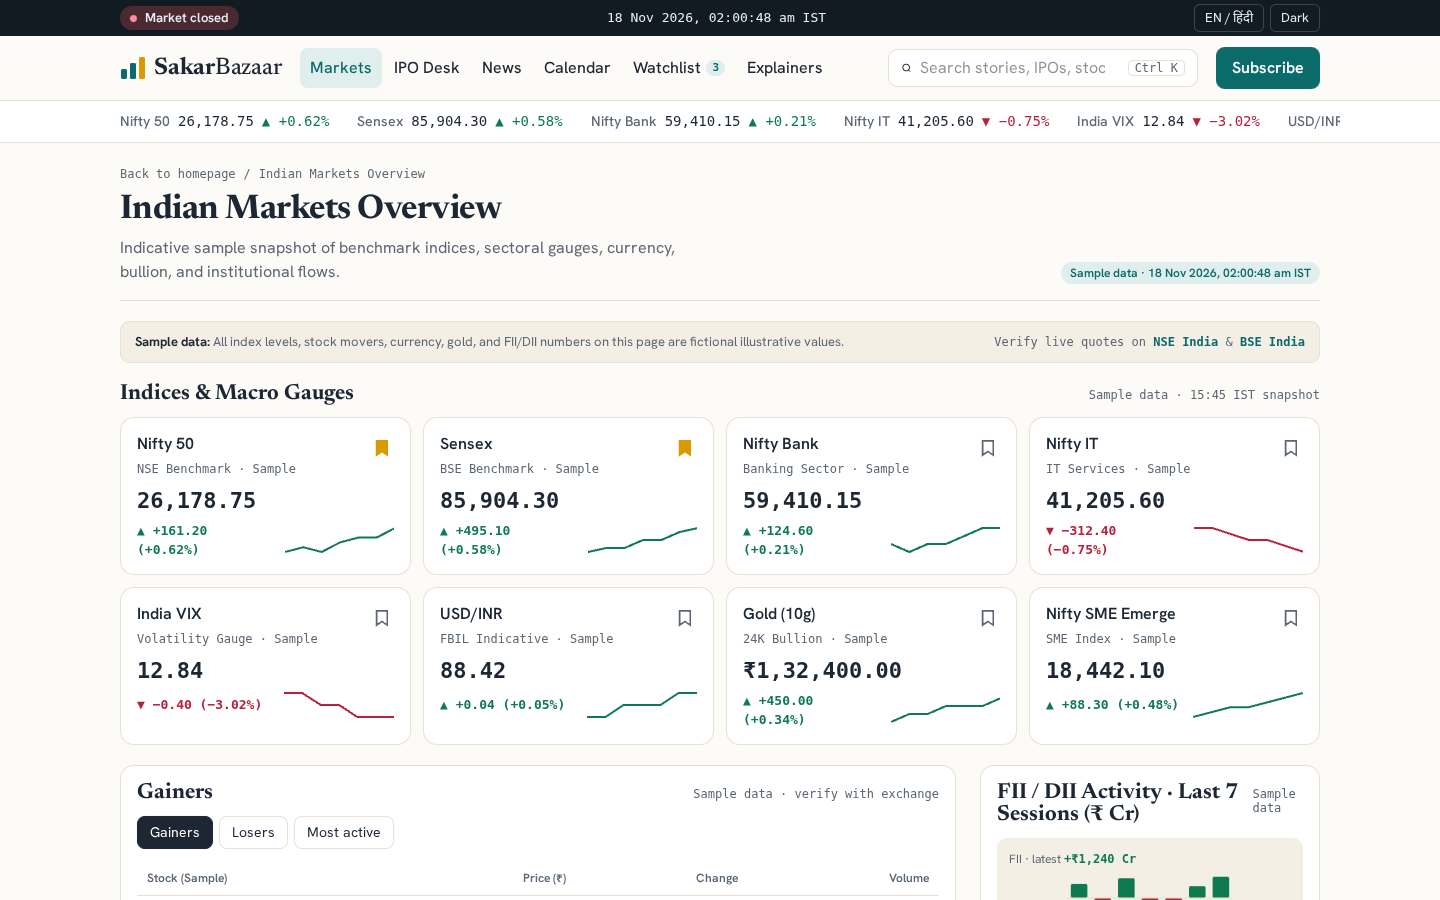 Market closed
18 Nov 2026, 02:00:48 am IST
EN / हिंदी
Dark
SakarBazaar
Markets
IPO Desk
News
Calendar
Watchlist 3
Explainers
Search stories, IPOs, stoc
Ctrl K
Subscribe
Nifty 50 26,178.75 ▲ +0.62%
Sensex 85,904.30 ▲ +0.58%
Nifty Bank 59,410.15 ▲ +0.21%
Nifty IT 41,205.60 ▼ −0.75%
India VIX 12.84 ▼ −3.02%
USD/INR
Back to homepage / Indian Markets Overview
Indian Markets Overview
Indicative sample snapshot of benchmark indices, sectoral gauges, currency,
bullion, and institutional flows.
Sample data · 18 Nov 2026, 02:00:48 am IST
Sample data: All index levels, stock movers, currency, gold, and FII/DII numbers on this page are fictional illustrative values.
Verify live quotes on NSE India & BSE India
Indices & Macro Gauges
Sample data · 15:45 IST snapshot
Nifty 50
NSE Benchmark · Sample
26,178.75
▲ +161.20
(+0.62%)
Sensex
BSE Benchmark · Sample
85,904.30
▲ +495.10
(+0.58%)
Nifty Bank
Banking Sector · Sample
59,410.15
▲ +124.60
(+0.21%)
Nifty IT
IT Services · Sample
41,205.60
▼ −312.40
(−0.75%)
India VIX
Volatility Gauge · Sample
12.84
▼ −0.40 (−3.02%)
USD/INR
FBIL Indicative · Sample
88.42
▲ +0.04 (+0.05%)
Gold (10g)
24K Bullion · Sample
₹1,32,400.00
▲ +450.00
(+0.34%)
Nifty SME Emerge
SME Index · Sample
18,442.10
▲ +88.30 (+0.48%)
Gainers
Sample data · verify with exchange
Gainers
Losers
Most active
Stock (Sample)
Price (₹)
Change
Volume
FII / DII Activity · Last 7
Sessions (₹ Cr)
Sample
data
FII · latest +₹1,240 Cr